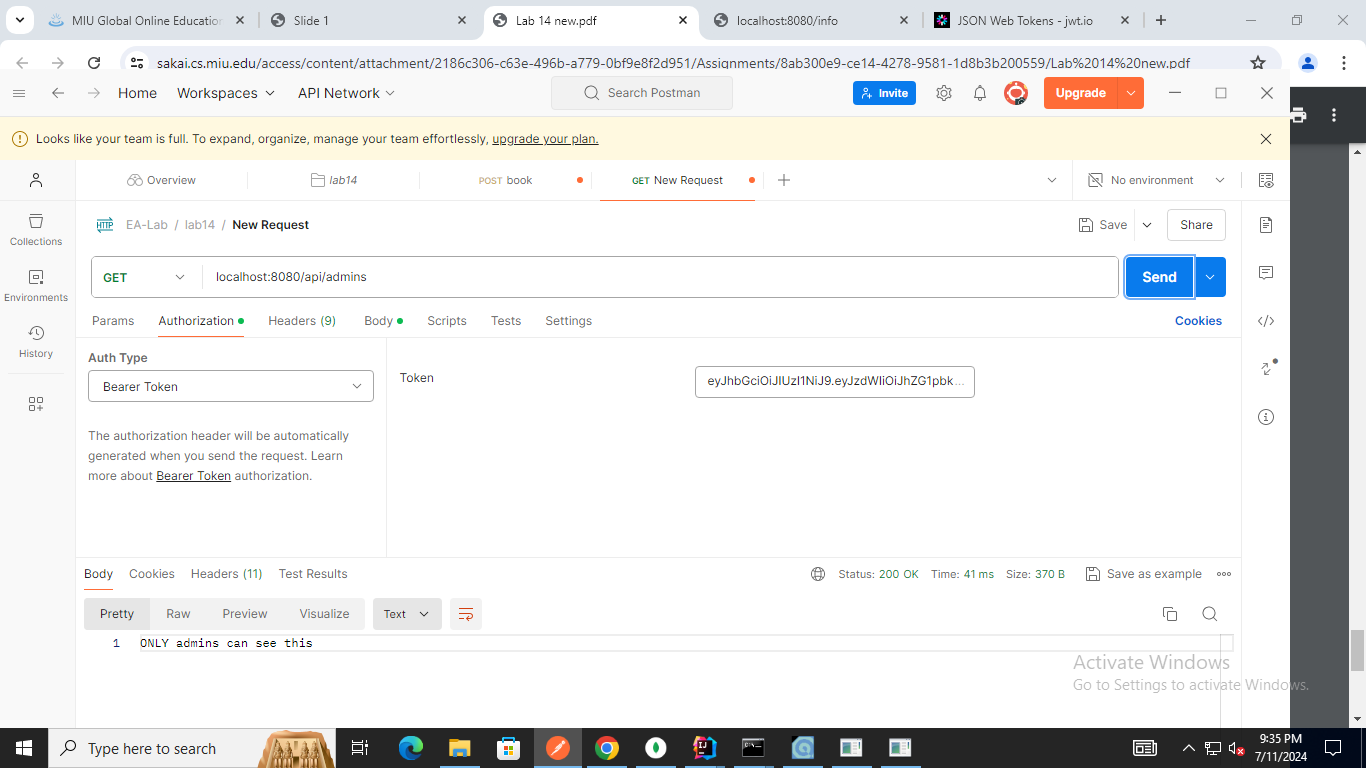 MIU Global Online Education
Slide 1
Lab 14 new.pdf
localhost:8080/info
JSON Web Tokens - jwt.io
sakai.cs.miu.edu/access/content/attachment/2186c306-c63e-496b-a779-0bf9e8f2d951/Assignments/8ab300e9-ce14-4278-9581-1d8b3b200559/Lab%2014%20new.pdf
Home Workspaces API Network Search Postman Invite Upgrade
Looks like your team is full. To expand, organize, manage your team effortlessly, upgrade your plan.
Overview lab14 POST book GET New Request No environment
HTTP EA-Lab / lab14 / New Request Save Share
Collections
Environments
History
GET localhost:8080/api/admins Send
Params Authorization Headers (9) Body Scripts Tests Settings Cookies
Auth Type
Bearer Token
Token eyJhbGciOiJIUzI1NiJ9.eyJzdWIiOiJhZG1pbk...
The authorization header will be automatically
generated when you send the request. Learn
more about Bearer Token authorization.
Body Cookies Headers (11) Test Results Status: 200 OK Time: 41 ms Size: 370 B Save as example
Pretty Raw Preview Visualize Text
1 ONLY admins can see this
Activate Windows
Go to Settings to activate Windows.
Type here to search
9:35 PM
7/11/2024